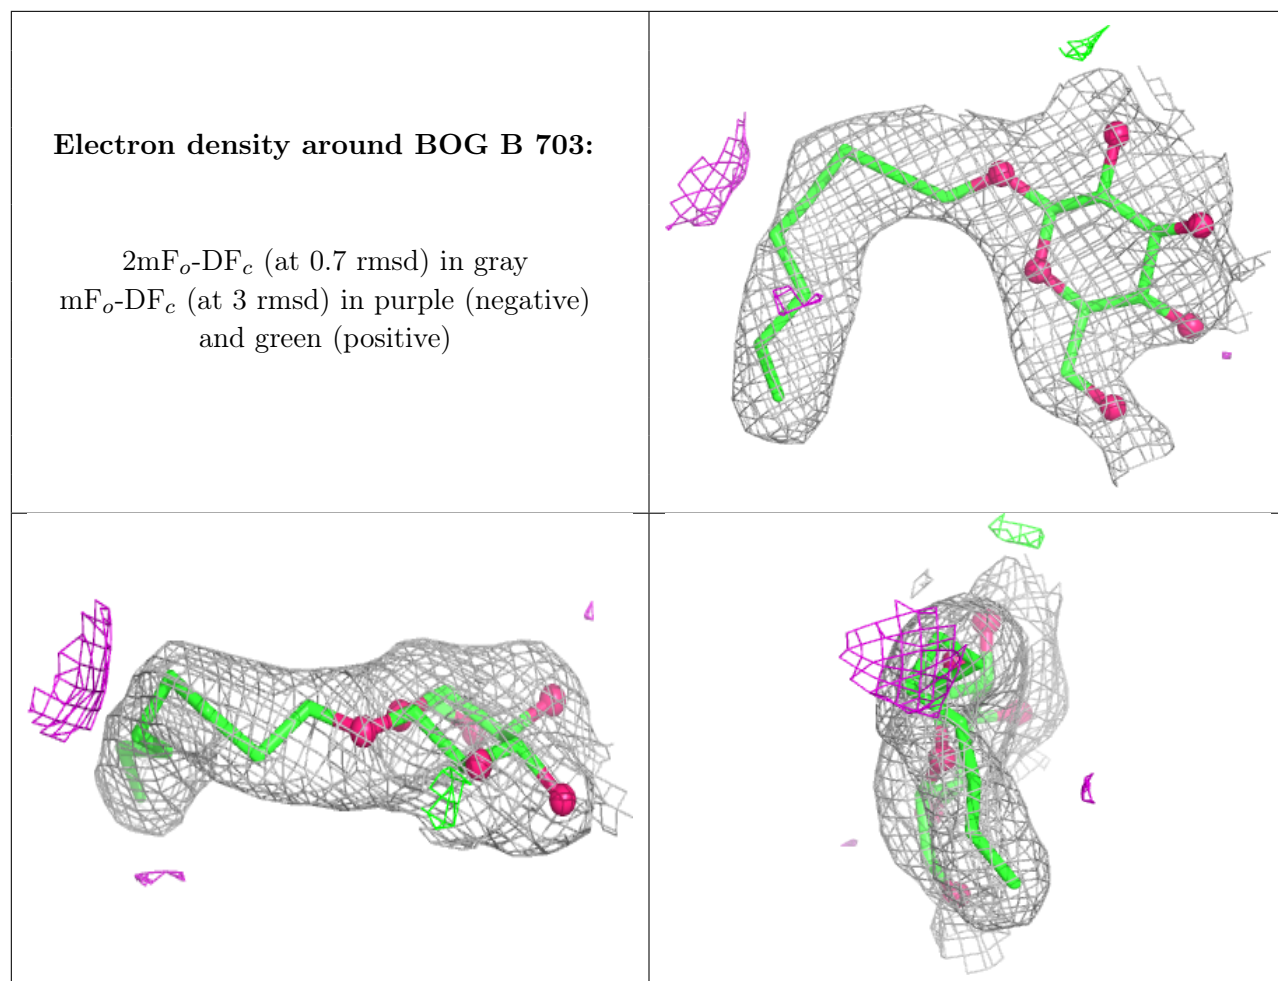 Electron density around BOG B 703:
2mFo-DFc (at 0.7 rmsd) in gray
mFo-DFc (at 3 rmsd) in purple (negative)
and green (positive)